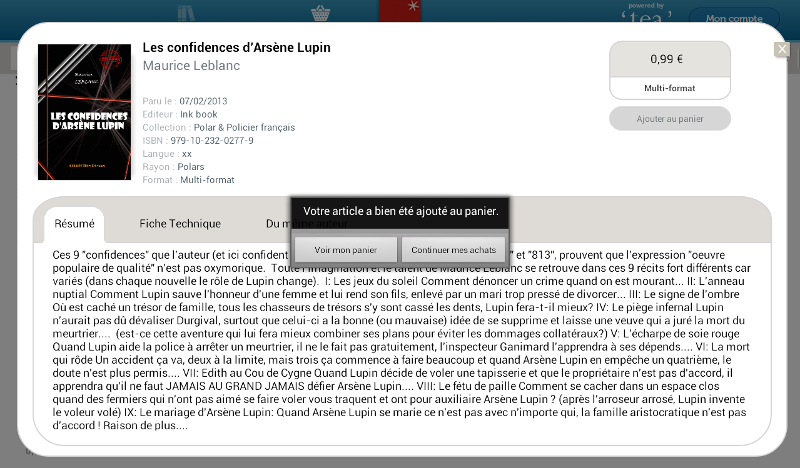 powered by
'tea'
Mon compte
Les confidences d'Arsène Lupin
Maurice Leblanc
LES CONFIDENCES
D'ARSÈNE LUPIN
Paru le : 07/02/2013
Editeur : Ink book
Collection : Polar & Policier français
ISBN : 979-10-232-0277-9
Langue : xx
Rayon : Polars
Format : Multi-format
0,99 €
Multi-format
Ajouter au panier
Votre article a bien été ajouté au panier.
Voir mon panier
Continuer mes achats
Résumé
Fiche Technique
Du même auteur
Ces 9 "confidences" que l'auteur (et ici confident " et "813", prouvent que l'expression "oeuvre
populaire de qualité" n'est pas oxymorique. Toute l'imagination et le talent de Maurice Leblanc se retrouve dans ces 9 récits fort différents car
variés (dans chaque nouvelle le rôle de Lupin change). I: Les jeux du soleil Comment dénoncer un crime quand on est mourant... II: L'anneau
nuptial Comment Lupin sauve l'honneur d'une femme et lui rend son fils, enlevé par un mari trop pressé de divorcer... III: Le signe de l'ombre
Où est caché un trésor de famille, tous les chasseurs de trésors s'y sont cassé les dents, Lupin fera-t-il mieux? IV: Le piège infernal Lupin
n'aurait pas dû dévaliser Durgival, surtout que celui-ci a la bonne (ou mauvaise) idée de se supprime et laisse une veuve qui a juré la mort du
meurtrier.... (est-ce cette aventure qui lui fera mieux combiner ses plans pour éviter les dommages collatéraux?) V: L'écharpe de soie rouge
Quand Lupin aide la police à arrêter un meurtrier, il ne le fait pas gratuitement, l'inspecteur Ganimard l'apprendra à ses dépends.... VI: La mort
qui rôde Un accident ça va, deux à la limite, mais trois ça commence à faire beaucoup et quand Arsène Lupin en empêche un quatrième, le
doute n'est plus permis.... VII: Edith au Cou de Cygne Quand Lupin décide de voler une tapisserie et que le propriétaire n'est pas d'accord, il
apprendra qu'il ne faut JAMAIS AU GRAND JAMAIS défier Arsène Lupin.... VIII: Le fétu de paille Comment se cacher dans un espace clos
quand des fermiers qui n'ont pas aimé se faire voler vous traquent et ont pour auxiliaire Arsène Lupin ? (après l'arroseur arrosé, Lupin invente
le voleur volé) IX: Le mariage d'Arsène Lupin: Quand Arsène Lupin se marie ce n'est pas avec n'importe qui, la famille aristocratique n'est pas
d'accord ! Raison de plus....